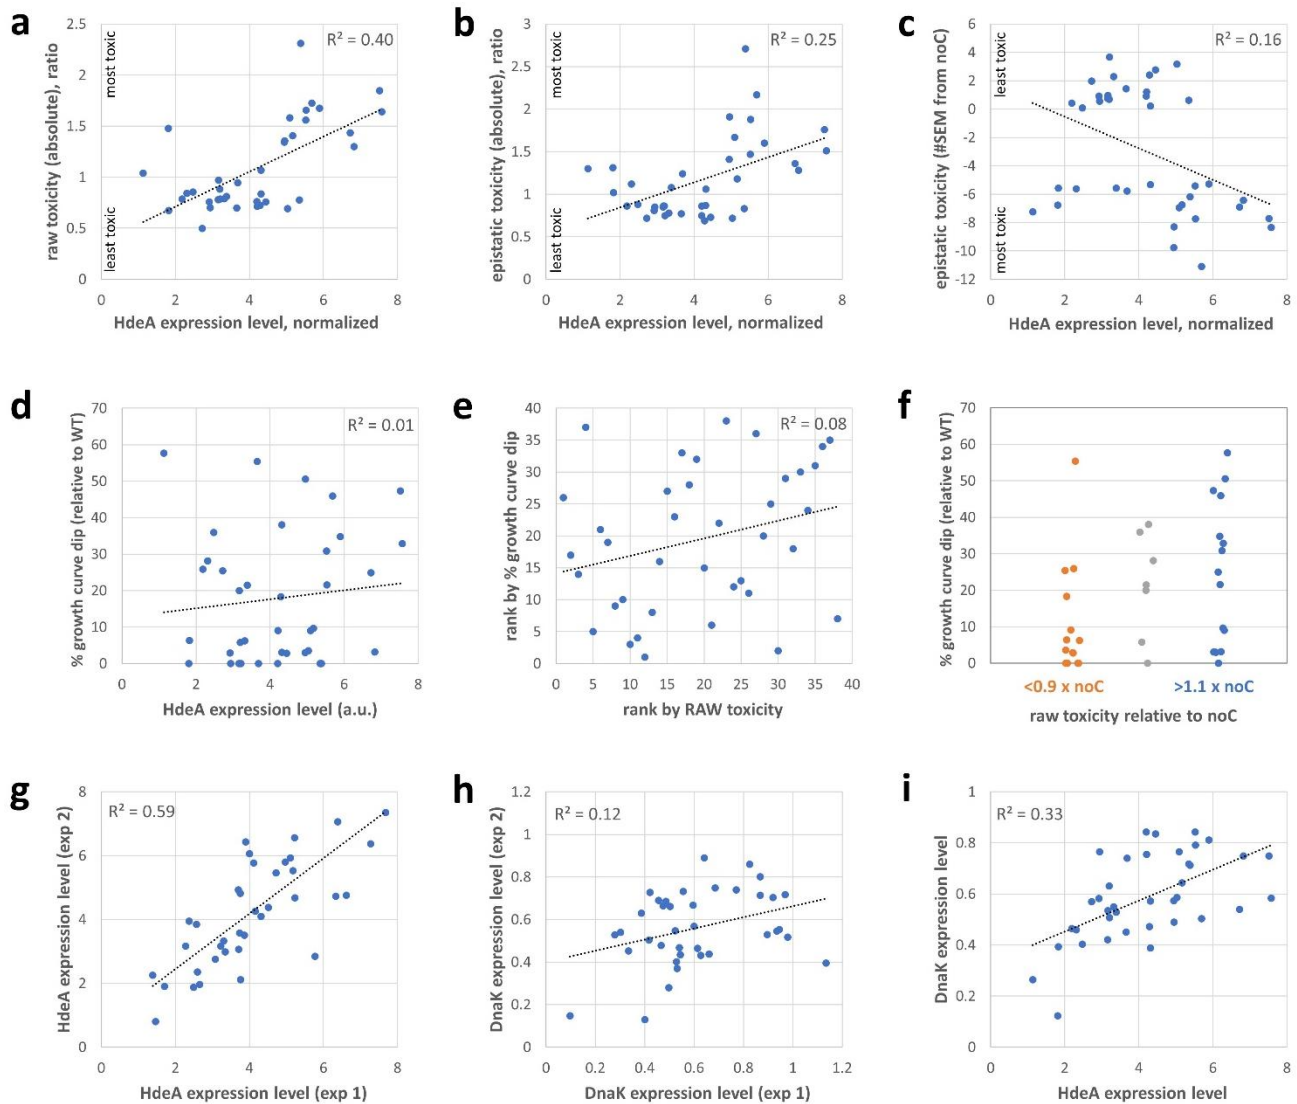 a
raw toxicity (absolute), ratio
2.5
2
1.5
1
0.5
0
most toxic
least toxic
R² = 0.40
0 2 4 6 8
HdeA expression level, normalized
b
epistatic toxicity (absolute), ratio
3
2.5
2
1.5
1
0.5
0
most toxic
least toxic
R² = 0.25
0 2 4 6 8
HdeA expression level, normalized
c
epistatic toxicity (#SEM from noC)
6
4
2
0
-2
-4
-6
-8
-10
-12
least toxic
most toxic
R² = 0.16
0 2 4 6 8
HdeA expression level, normalized
d
% growth curve dip (relative to WT)
70
60
50
40
30
20
10
0
R² = 0.01
0 2 4 6 8
HdeA expression level (a.u.)
e
rank by % growth curve dip
40
35
30
25
20
15
10
5
0
R² = 0.08
0 5 10 15 20 25 30 35 40
rank by RAW toxicity
f
% growth curve dip (relative to WT)
70
60
50
40
30
20
10
0
<0.9 x noC >1.1 x noC
raw toxicity relative to noC
g
HdeA expression level (exp 2)
8
6
4
2
0
R² = 0.59
0 2 4 6 8
HdeA expression level (exp 1)
h
DnaK expression level (exp 2)
1.2
1
0.8
0.6
0.4
0.2
0
R² = 0.12
0 0.2 0.4 0.6 0.8 1 1.2
DnaK expression level (exp 1)
i
DnaK expression level
1
0.8
0.6
0.4
0.2
0
R² = 0.33
0 2 4 6 8
HdeA expression level